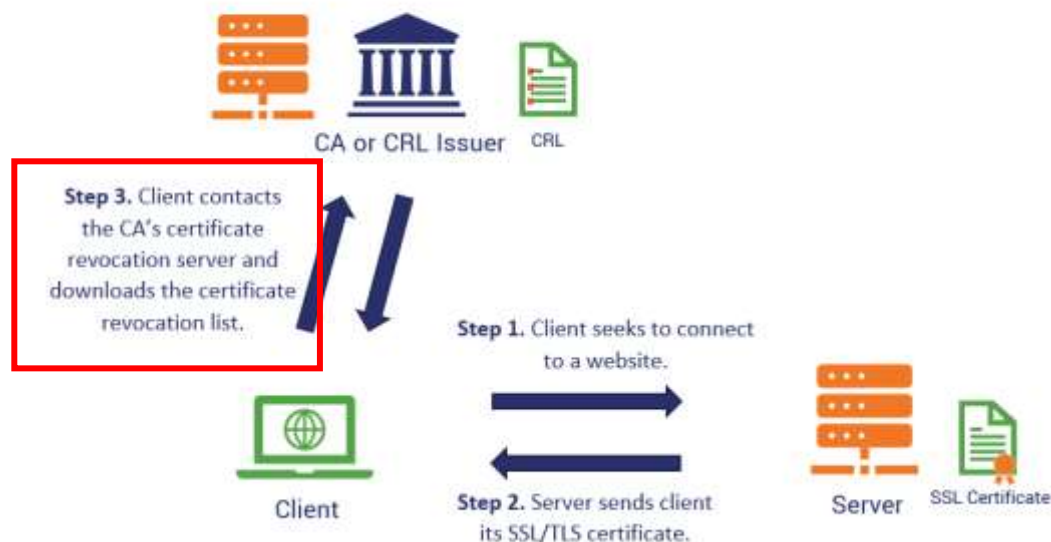 CA or CRL Issuer
CRL
Step 3. Client contacts
the CA's certificate
revocation server and
downloads the certificate
revocation list.
Step 1. Client seeks to connect
to a website.
Client
Step 2. Server sends client
its SSL/TLS certificate.
Server
SSL Certificate